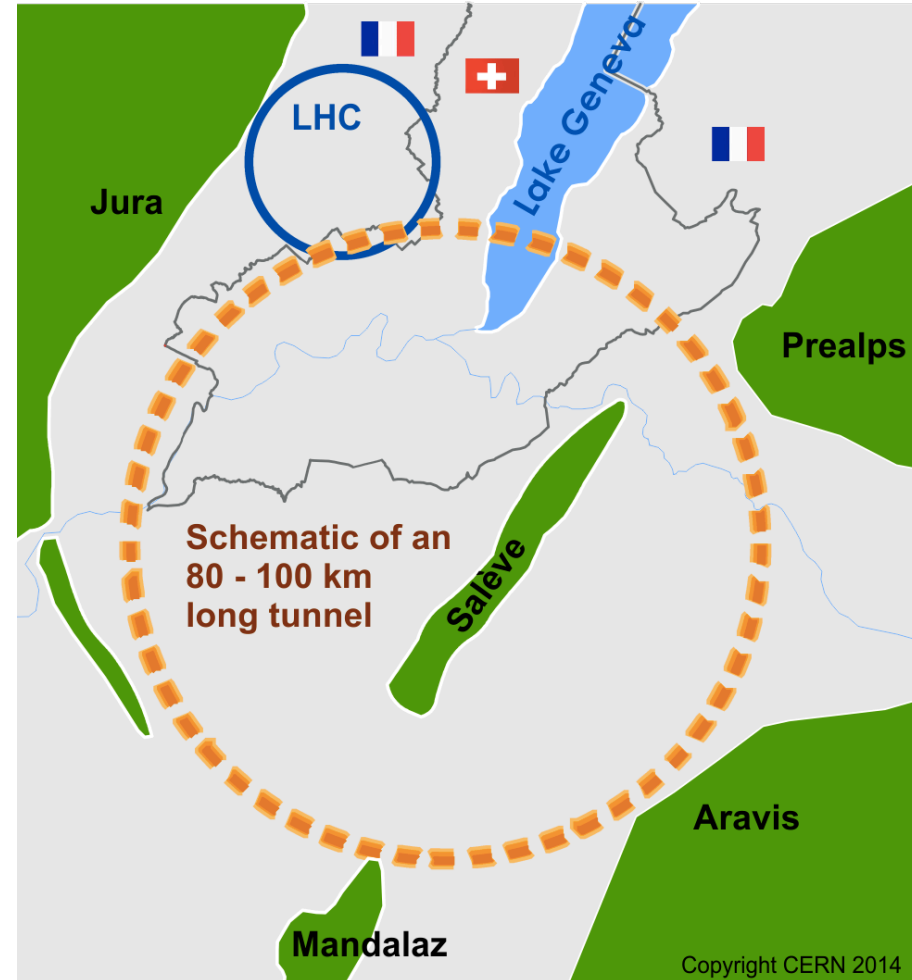 LHC
Lake Geneva
Jura
Prealps
Schematic of an
80 - 100 km
long tunnel
Salève
Aravis
Mandalaz
Copyright CERN 2014